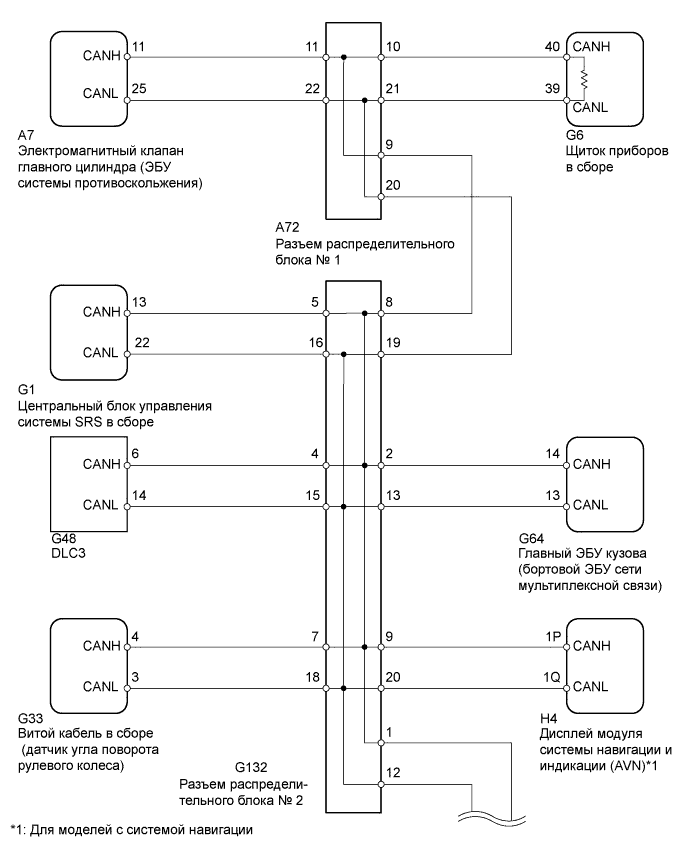 CANH 11 11 10 40 CANH
CANL 25 22 21 39 CANL
A7
Электромагнитный клапан
главного цилиндра (ЭБУ
системы противоскольжения)
G6
Щиток приборов
в сборе
9
20
A72
Разъем распределительного
блока № 1
CANH 13 5 8
CANL 22 16 19
G1
Центральный блок управления
системы SRS в сборе
CANH 6 4 2 14 CANH
CANL 14 15 13 13 CANL
G48
DLC3
G64
Главный ЭБУ кузова
(бортовой ЭБУ сети
мультиплексной связи)
CANH 4 7 9 1P CANH
CANL 3 18 20 1Q CANL
G33
Витой кабель в сборе
(датчик угла поворота
рулевого колеса)
H4
Дисплей модуля
системы навигации и
индикации (AVN)*1
1
12
G132
Разъем распредели-
тельного блока № 2
*1: Для моделей с системой навигации